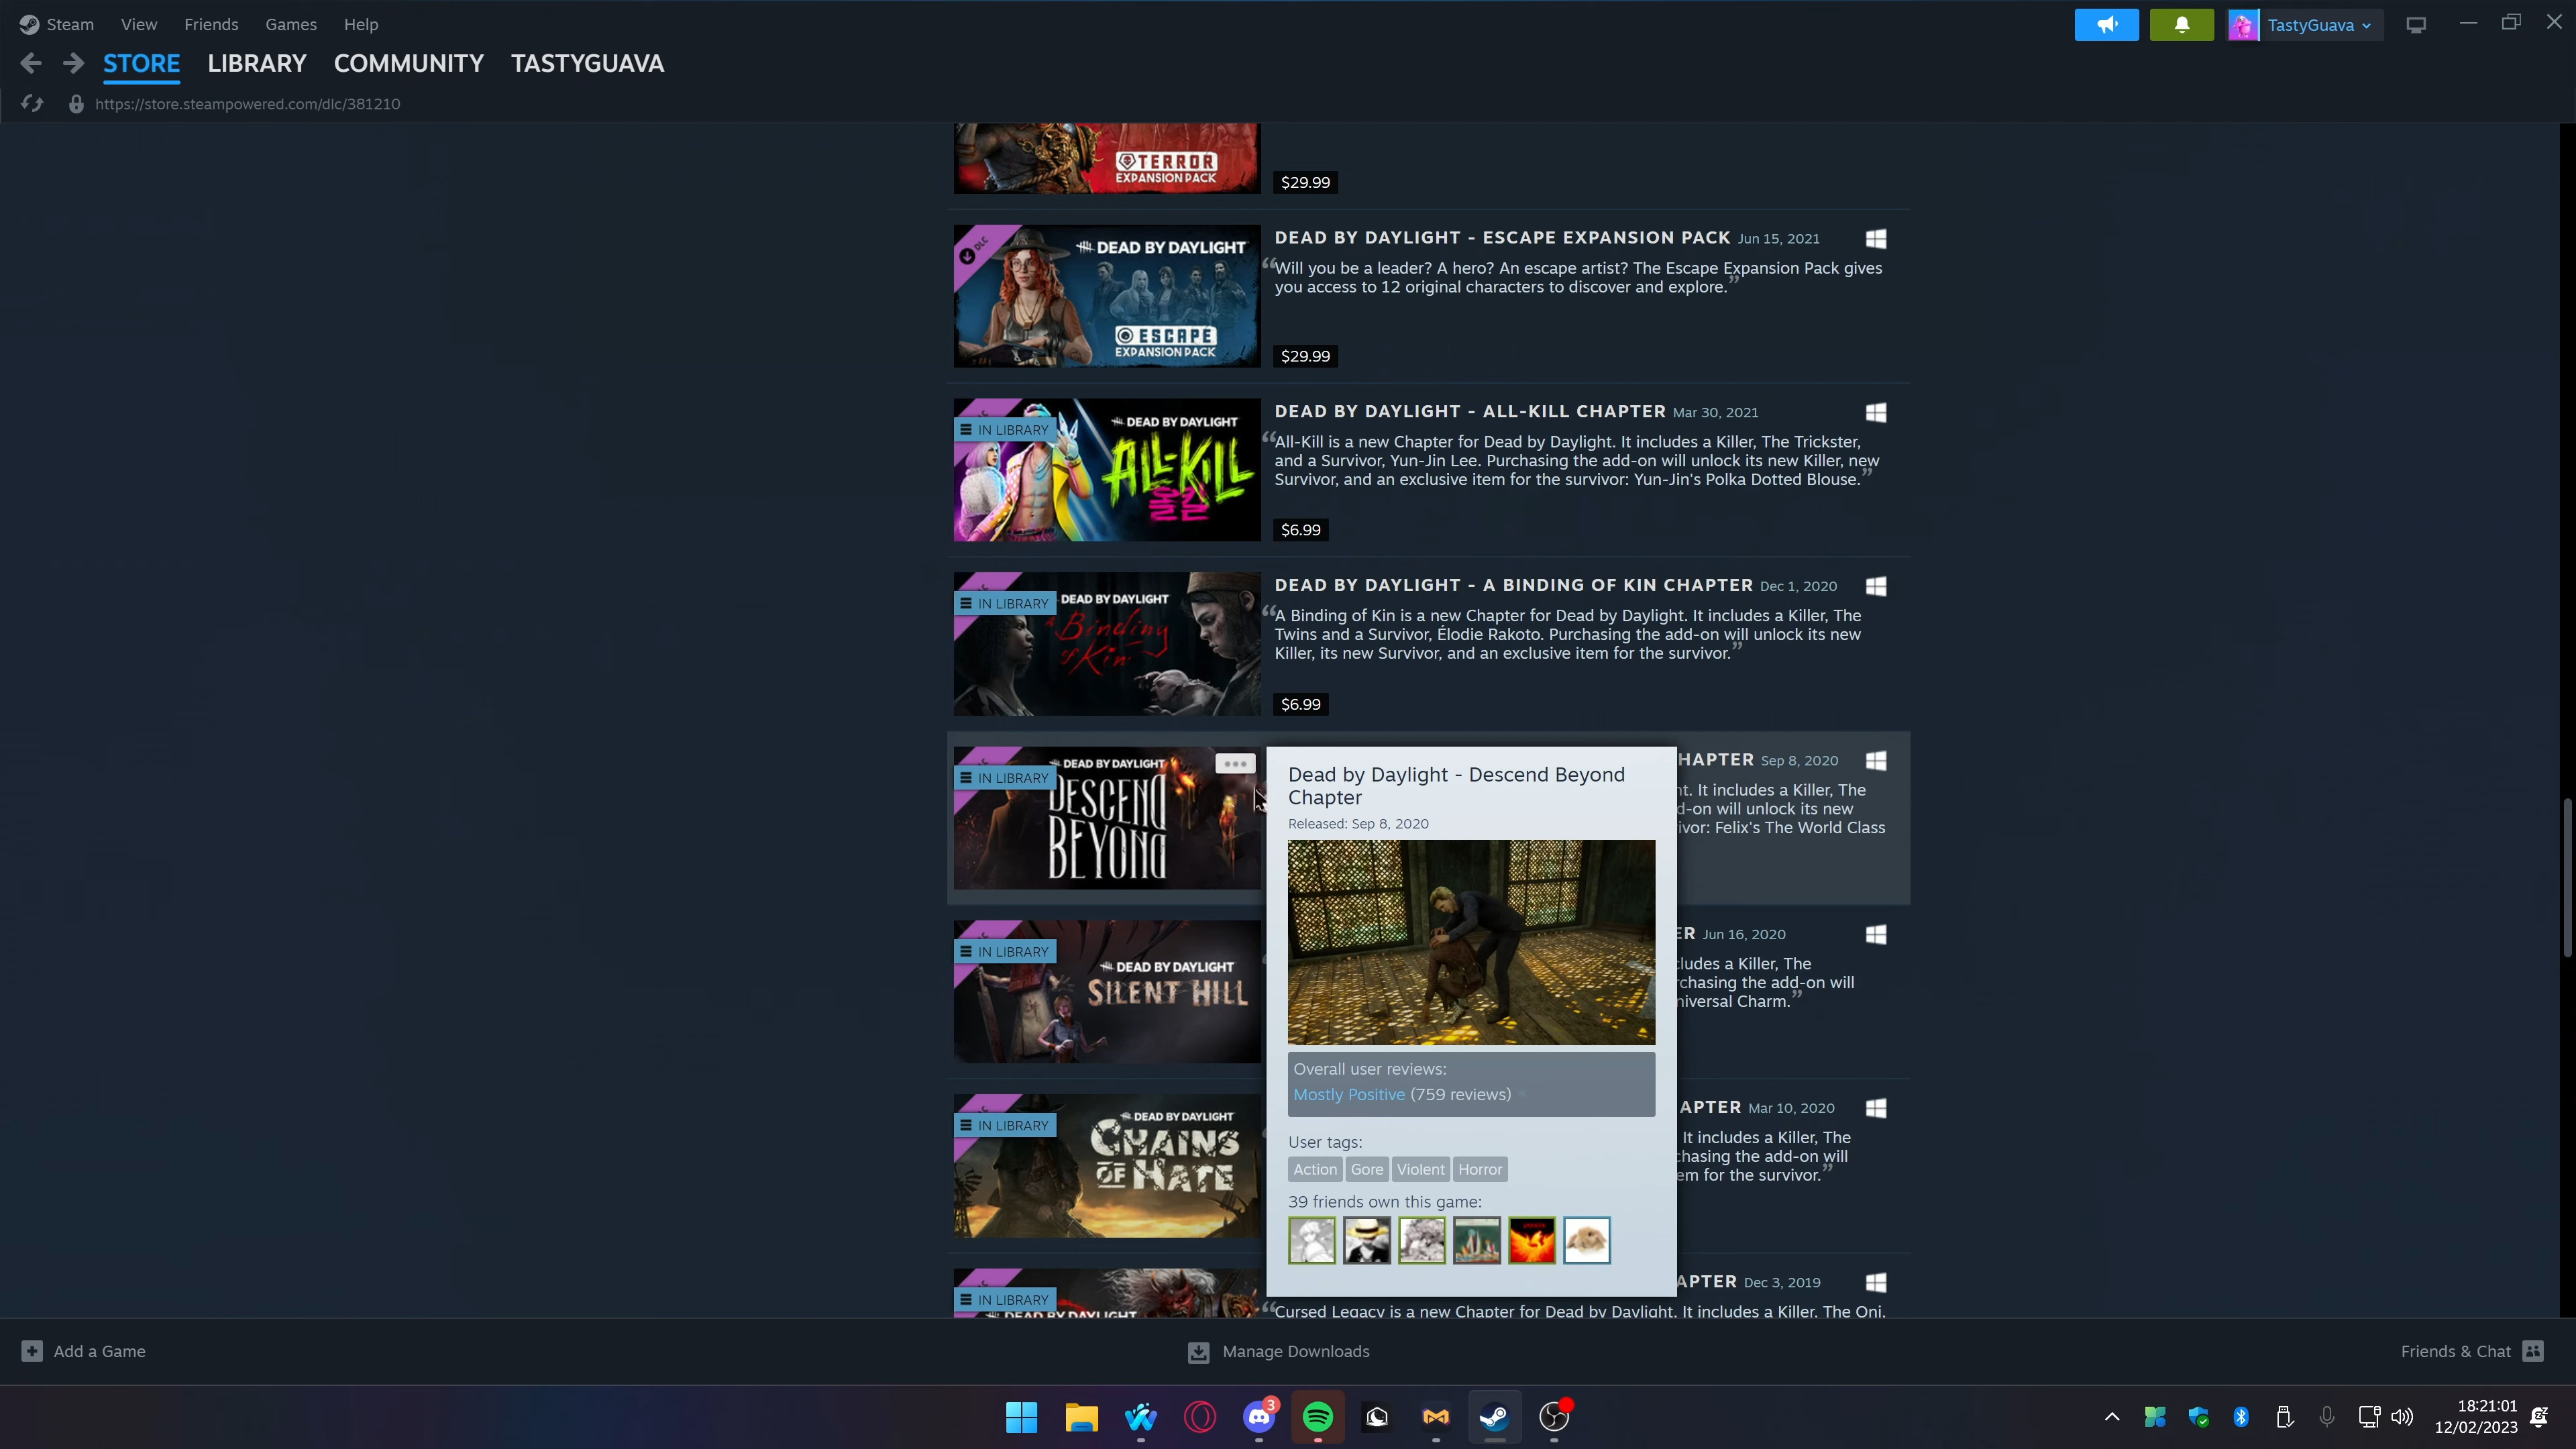 Steam View Friends Games Help
TastyGuava
STORE LIBRARY COMMUNITY TASTYGUAVA
https://store.steampowered.com/dlc/381210
TERROR
EXPANSION PACK
$29.99
DLC
DEAD BY DAYLIGHT
ESCAPE
EXPANSION PACK
DEAD BY DAYLIGHT - ESCAPE EXPANSION PACK Jun 15, 2021
“Will you be a leader? A hero? An escape artist? The Escape Expansion Pack gives
you access to 12 original characters to discover and explore.”
$29.99
IN LIBRARY
DEAD BY DAYLIGHT
ALL-KILL
올킬
DEAD BY DAYLIGHT - ALL-KILL CHAPTER Mar 30, 2021
“All-Kill is a new Chapter for Dead by Daylight. It includes a Killer, The Trickster,
and a Survivor, Yun-Jin Lee. Purchasing the add-on will unlock its new Killer, new
Survivor, and an exclusive item for the survivor: Yun-Jin's Polka Dotted Blouse.”
$6.99
IN LIBRARY
DEAD BY DAYLIGHT
A Binding
of Kin
DEAD BY DAYLIGHT - A BINDING OF KIN CHAPTER Dec 1, 2020
“A Binding of Kin is a new Chapter for Dead by Daylight. It includes a Killer, The
Twins and a Survivor, Élodie Rakoto. Purchasing the add-on will unlock its new
Killer, its new Survivor, and an exclusive item for the survivor.”
$6.99
IN LIBRARY
DEAD BY DAYLIGHT
DESCEND
BEYOND
HAPTER Sep 8, 2020
nt. It includes a Killer, The
d-on will unlock its new
ivor: Felix's The World Class
Dead by Daylight - Descend Beyond
Chapter
Released: Sep 8, 2020
Overall user reviews:
Mostly Positive (759 reviews)
User tags:
Action Gore Violent Horror
39 friends own this game:
IN LIBRARY
DEAD BY DAYLIGHT
SILENT HILL
ER Jun 16, 2020
cludes a Killer, The
rchasing the add-on will
niversal Charm.”
IN LIBRARY
DEAD BY DAYLIGHT
CHAINS
OF HATE
APTER Mar 10, 2020
It includes a Killer, The
chasing the add-on will
em for the survivor.”
IN LIBRARY
DEAD BY DAYLIGHT
APTER Dec 3, 2019
“Cursed Legacy is a new Chapter for Dead by Daylight. It includes a Killer, The Oni,
Add a Game
Manage Downloads
Friends & Chat
3
18:21:01
12/02/2023